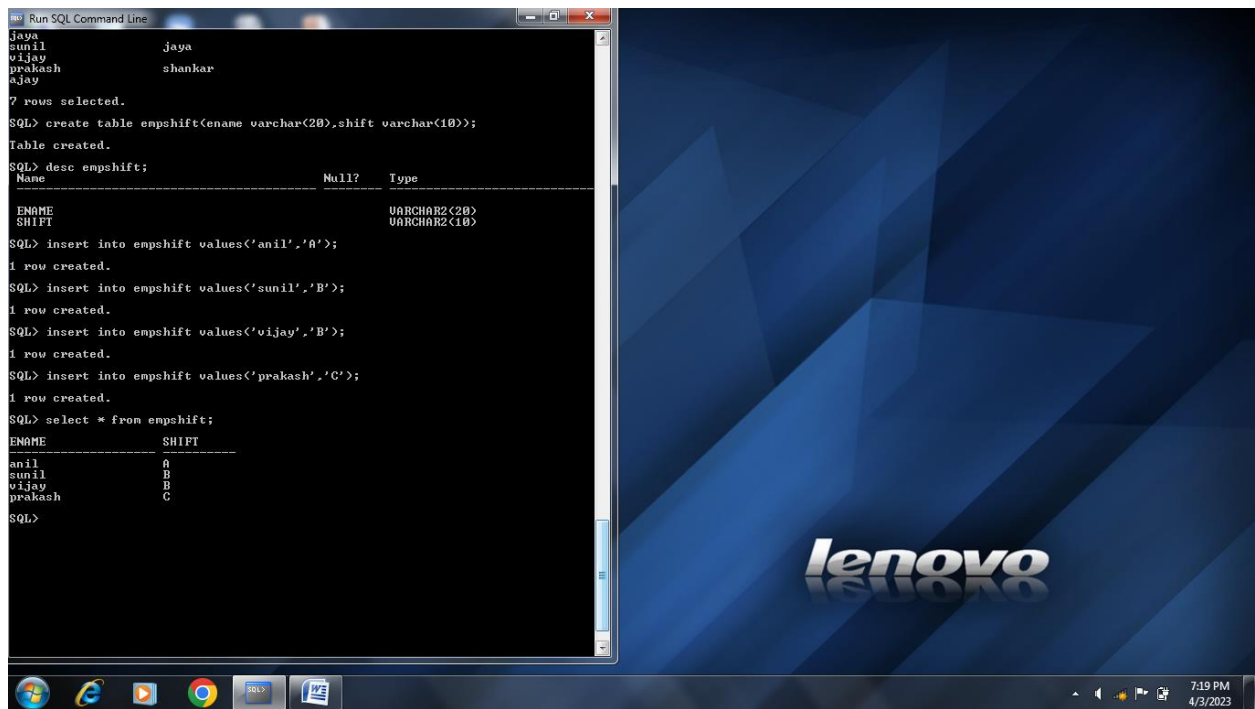 Run SQL Command Line
jaya
sunil jaya
vijay
prakash shankar
ajay
7 rows selected.
SQL> create table empshift(ename varchar(20),shift varchar(10));
Table created.
SQL> desc empshift;
Name Null? Type
ENAME VARCHAR2(20)
SHIFT VARCHAR2(10)
SQL> insert into empshift values('anil','A');
1 row created.
SQL> insert into empshift values('sunil','B');
1 row created.
SQL> insert into empshift values('vijay','B');
1 row created.
SQL> insert into empshift values('prakash','C');
1 row created.
SQL> select * from empshift;
ENAME SHIFT
anil A
sunil B
vijay B
prakash C
SQL>
lenovo
SQL>
W
7:19 PM
4/3/2023